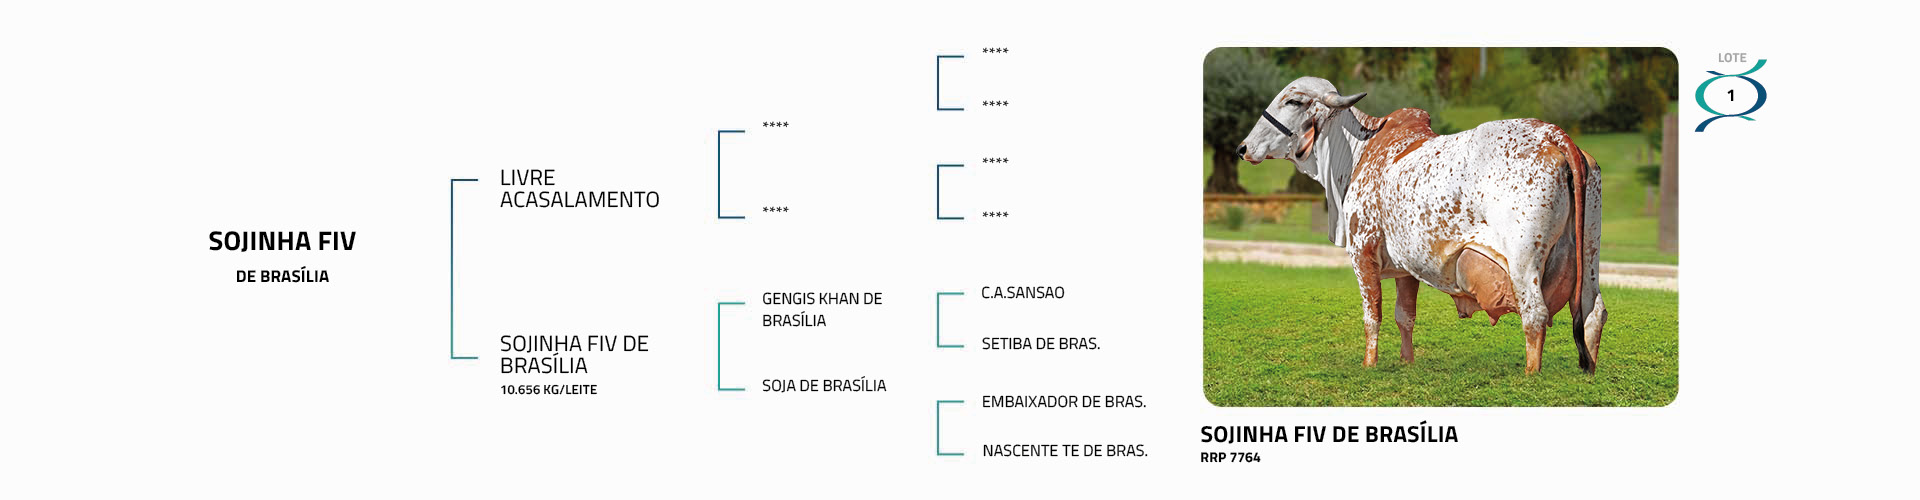 SOJINHA FIV
DE BRASÍLIA
LIVRE
ACASALAMENTO
SOJINHA FIV DE
BRASÍLIA
10.656 KG/LEITE
****
****
GENGIS KHAN DE
BRASÍLIA
SOJA DE BRASÍLIA
****
****
****
****
C.A.SANSAO
SETIBA DE BRAS.
EMBAIXADOR DE BRAS.
NASCENTE TE DE BRAS.
SOJINHA FIV DE BRASÍLIA
RRP 7764
LOTE
1